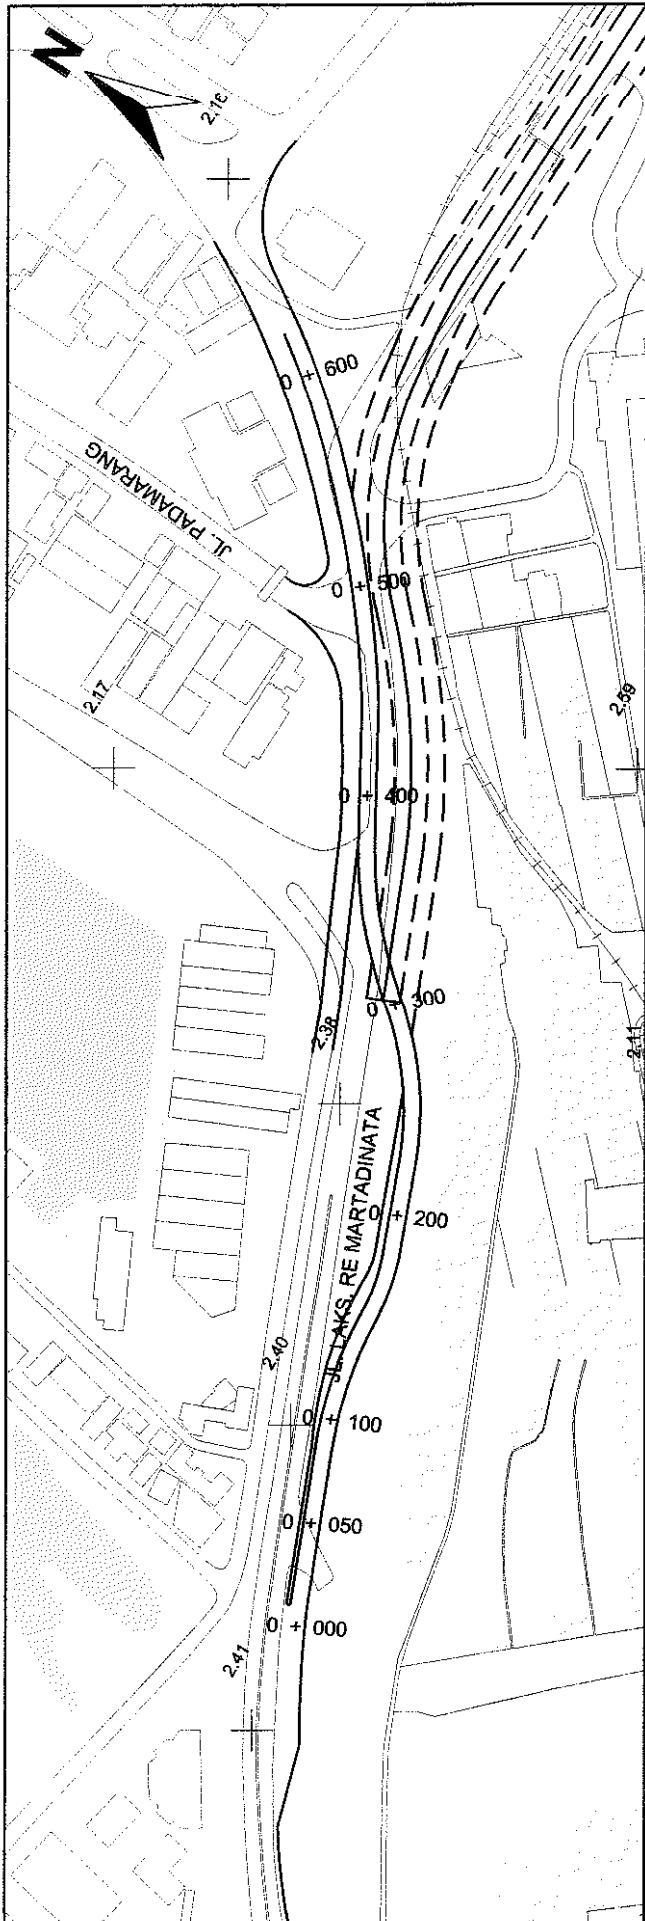 N
2.16
0 + 600
JL. PADAMARANG
0 + 500
2.17
2.59
0 + 400
0 + 300
2.38
2.11
JL. LAKS. RE MARTADINATA
0 + 200
2.40
0 + 100
0 + 050
0 + 000
2.41